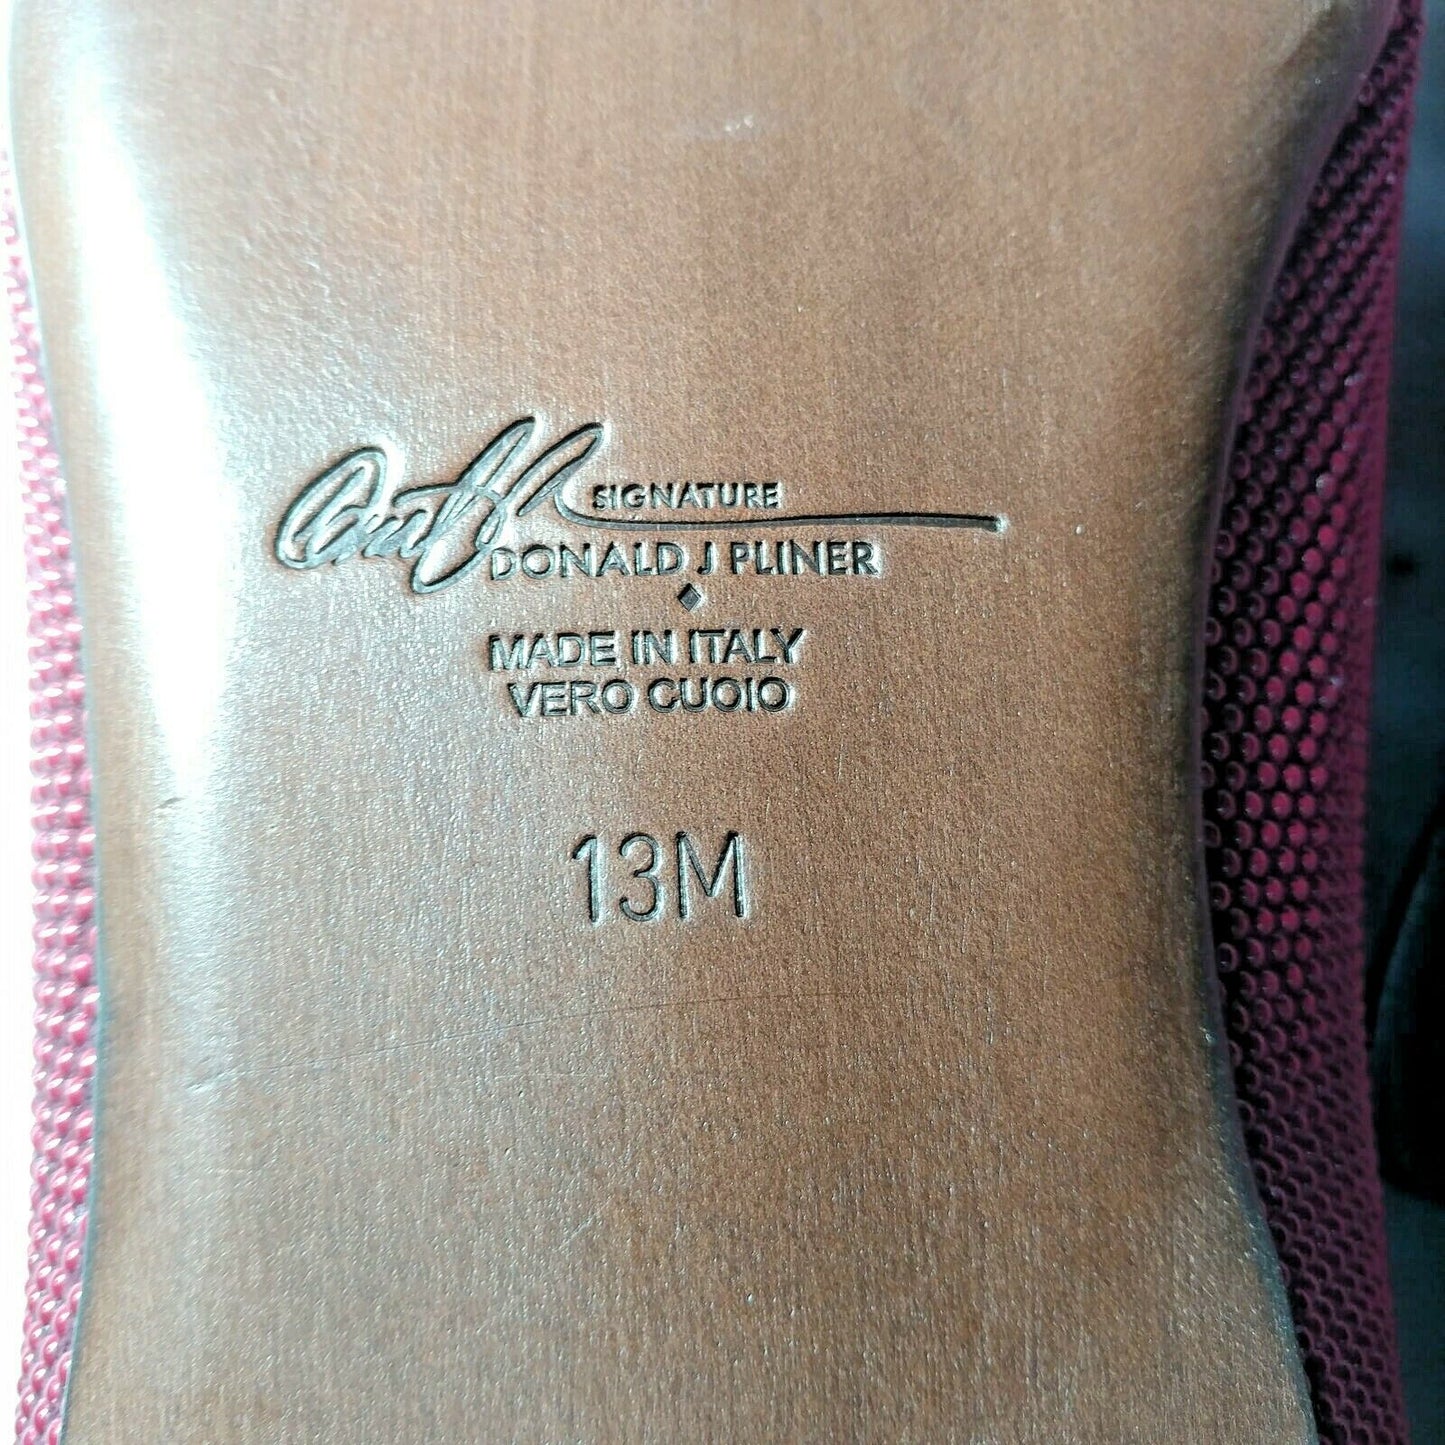 SIGNATURE
DONALD J PLINER
MADE IN ITALY
VERO CUOIO
13M